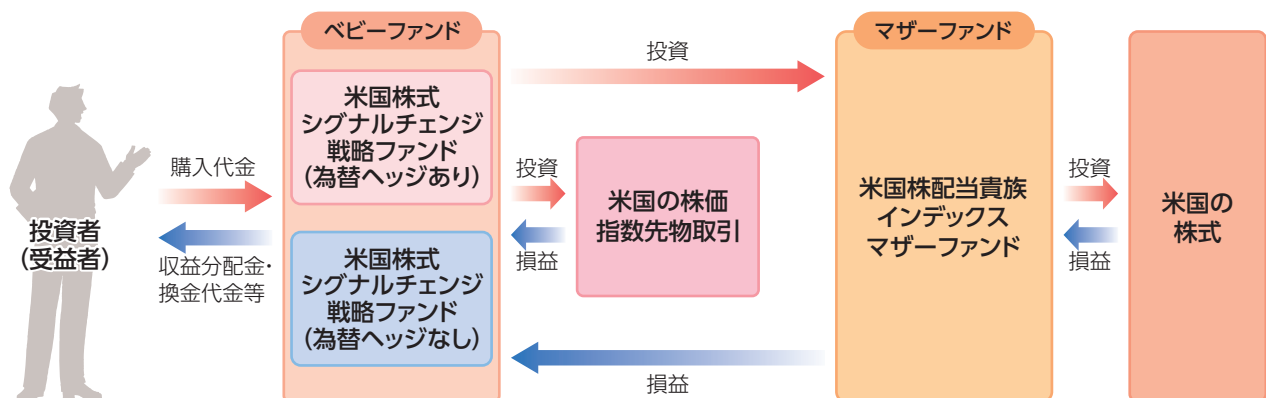 投資者
(受益者)
購入代金
収益分配金・
換金代金等
ベビーファンド
米国株式
シグナルチェンジ
戦略ファンド
(為替ヘッジあり)
米国株式
シグナルチェンジ
戦略ファンド
(為替ヘッジなし)
投資
投資
損益
米国の株価
指数先物取引
損益
マザーファンド
米国株配当貴族
インデックス
マザーファンド
投資
損益
米国の
株式